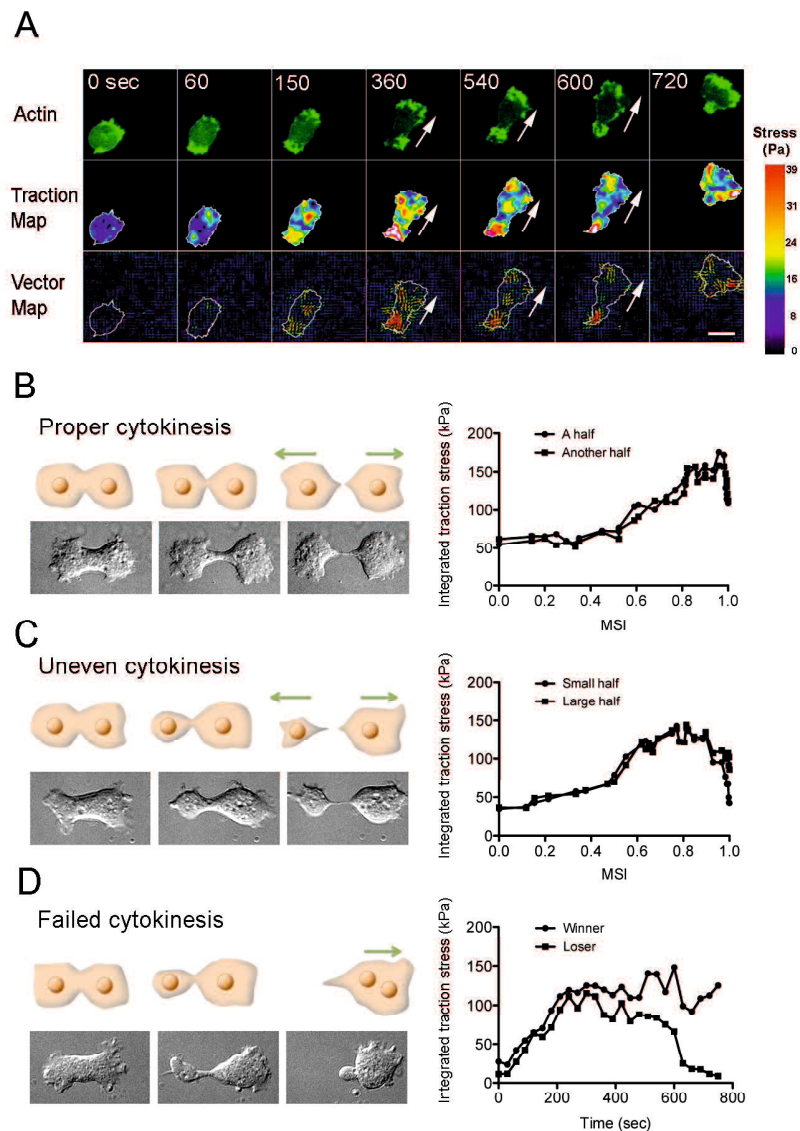 A
0 sec 60 150 360 540 600 720
Actin
Traction
Map
Vector
Map
Stress
(Pa)
39
31
24
16
8
0
B
Proper cytokinesis
Integrated traction stress (kPa)
A half
Another half
200
150
100
50
0
0.0 0.2 0.4 0.6 0.8 1.0
MSI
C
Uneven cytokinesis
Integrated traction stress (kPa)
Small half
Large half
200
150
100
50
0
0.0 0.2 0.4 0.6 0.8 1.0
MSI
D
Failed cytokinesis
Integrated traction stress (kPa)
Winner
Loser
200
150
100
50
0
0 200 400 600 800
Time (sec)